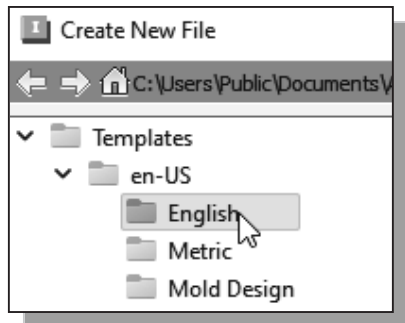 Create New File
C:\Users\Public\Documents\
Templates
en-US
English
Metric
Mold Design